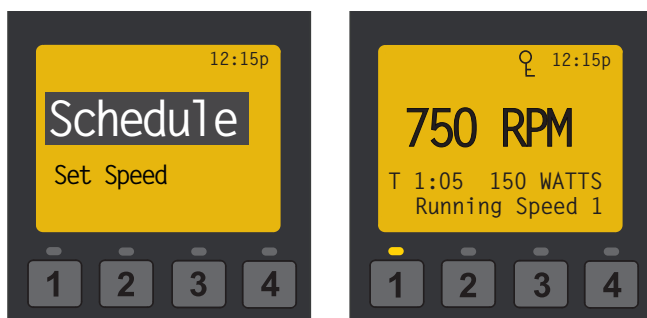 12:15p
Schedule
Set Speed
1 2 3 4
12:15p
750 RPM
T 1:05 150 WATTS
Running Speed 1
1 2 3 4